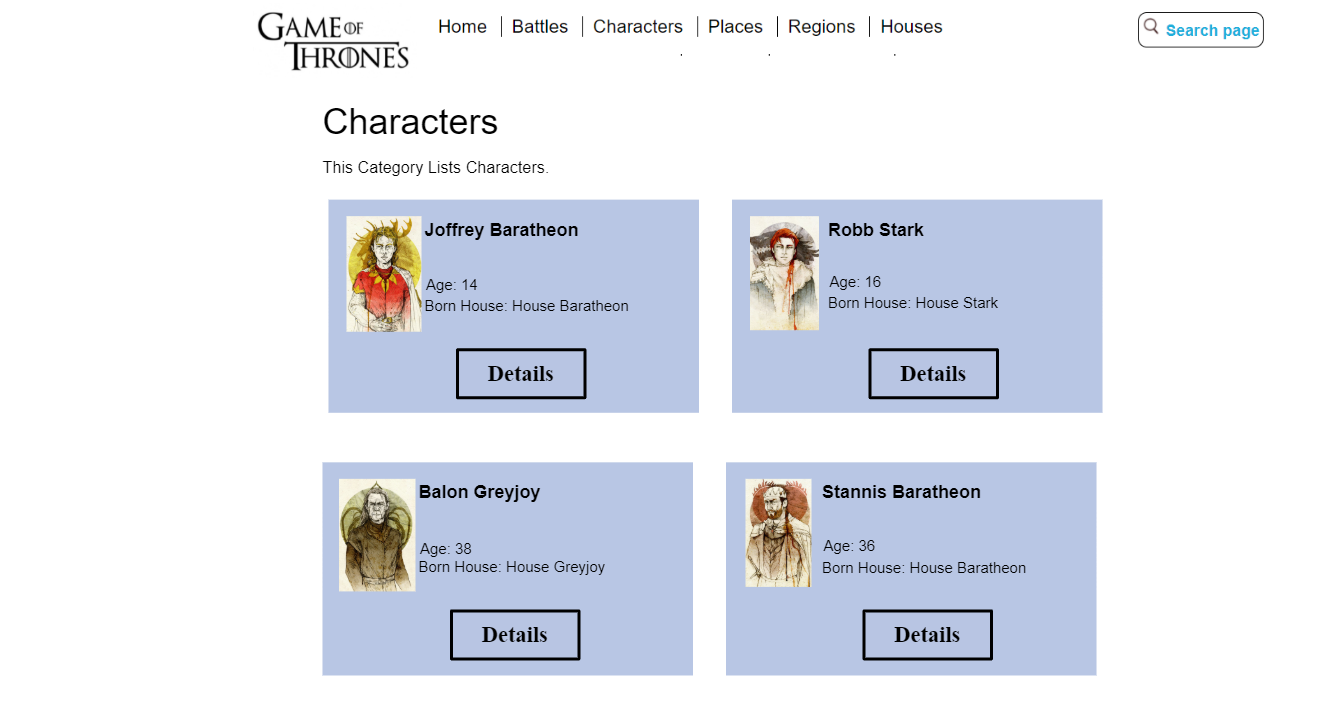 GAME OF
THRONES
Home
Battles
Characters
Places
Regions
Houses
Search page
Characters
This Category Lists Characters.
Joffrey Baratheon
Age: 14
Born House: House Baratheon
Details
Robb Stark
Age: 16
Born House: House Stark
Details
Balon Greyjoy
Age: 38
Born House: House Greyjoy
Details
Stannis Baratheon
Age: 36
Born House: House Baratheon
Details